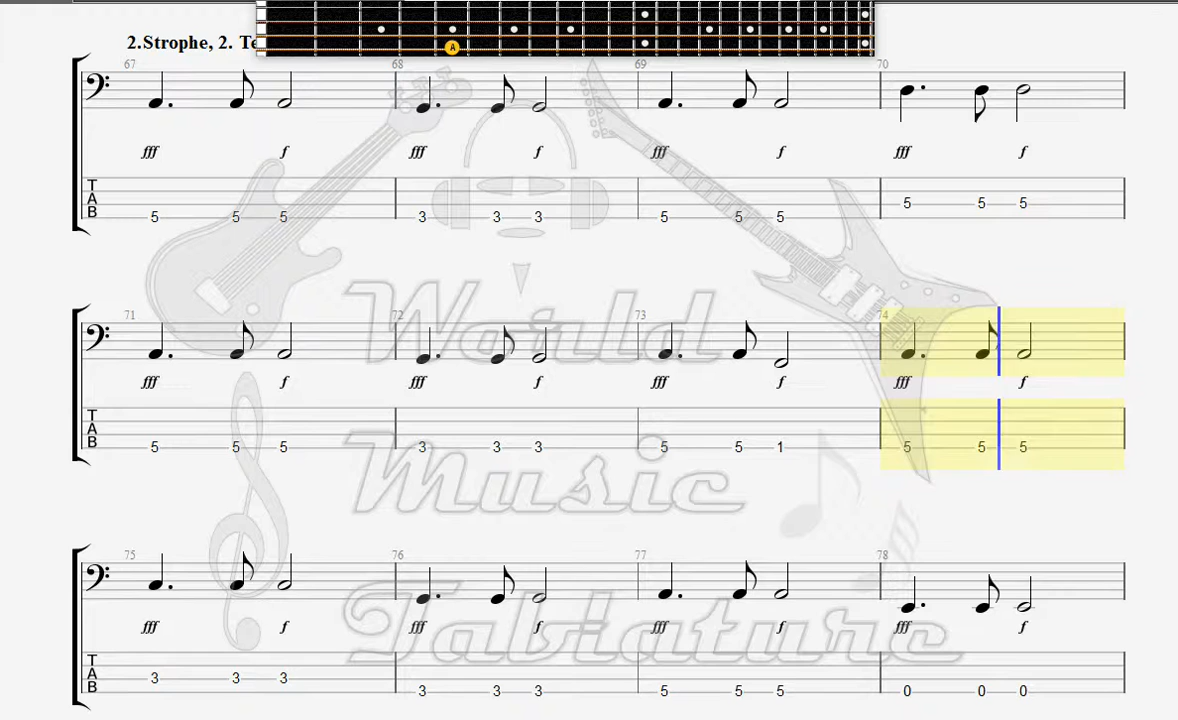 2.Strophe, 2. Te
A
67 68 69 70
fff f fff f fff f fff f
T
A
B
5 5 5 3 3 3 5 5 5 5 5 5
71 72 73 74
fff f fff f fff f fff f
T
A
B
5 5 5 3 3 3 5 5 1 5 5 5
75 76 77 78
fff f fff f fff f fff f
T
A
B
3 3 3 3 3 3 5 5 5 0 0 0
World
Music
Tablature